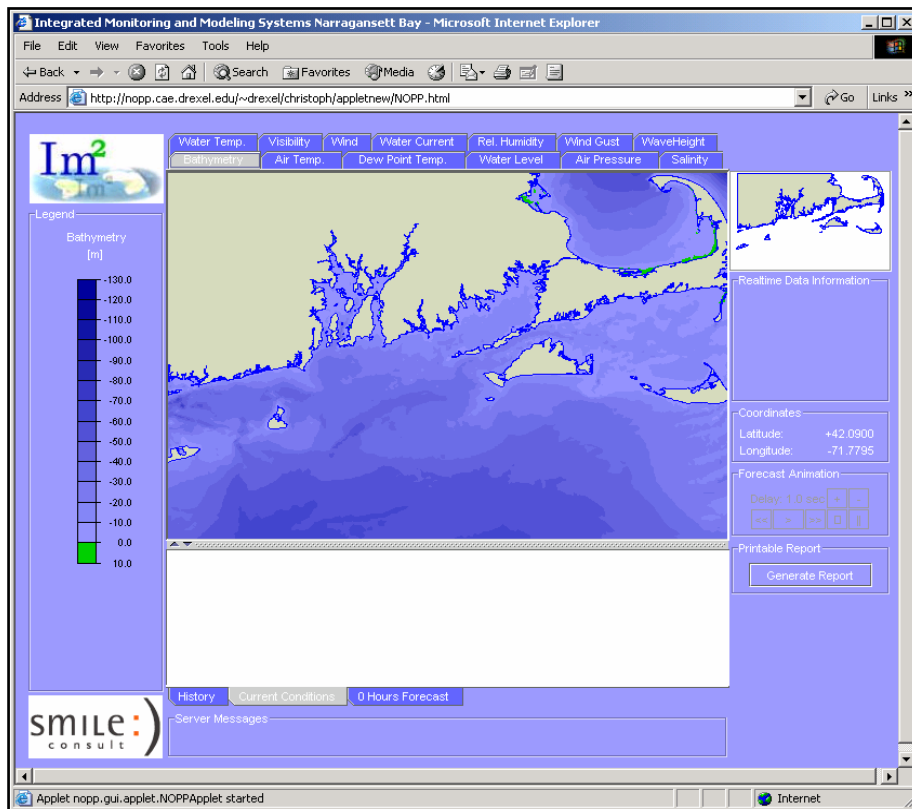 Integrated Monitoring and Modeling Systems Narragansett Bay - Microsoft Internet Explorer
File Edit View Favorites Tools Help
Back Search Favorites Media
Address http://nopp.cae.drexel.edu/~drexel/christoph/appletnew/NOPP.html Go Links »
Im2
Im2
Water Temp. Visibility Wind Water Current Rel. Humidity Wind Gust WaveHeight
Bathymetry Air Temp. Dew Point Temp. Water Level Air Pressure Salinity
Legend
Bathymetry
[m]
-130.0
-120.0
-110.0
-100.0
-90.0
-80.0
-70.0
-60.0
-50.0
-40.0
-30.0
-20.0
-10.0
0.0
10.0
Realtime Data Information
Coordinates
Latitude: +42.0900
Longitude: -71.7795
Forecast Animation
Delay: 1.0 sec + -
<< >>
Printable Report
Generate Report
History Current Conditions 0 Hours Forecast
smile:)
consult
Server Messages
Applet nopp.gui.applet.NOPPApplet started Internet